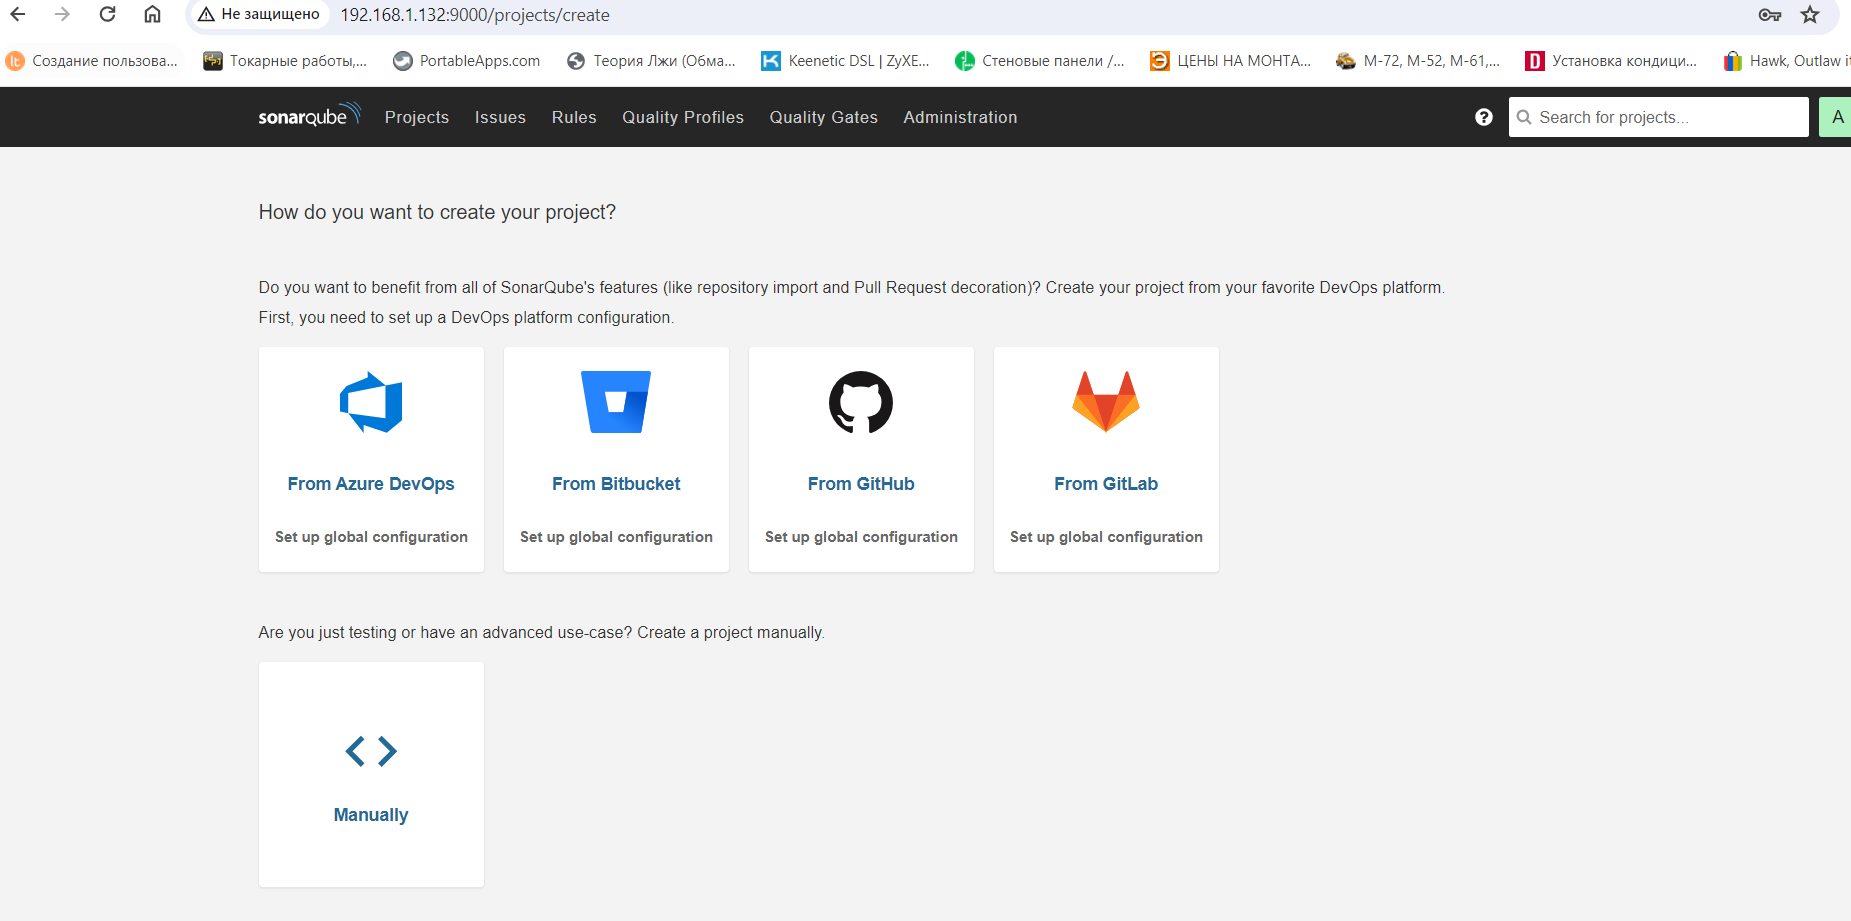 Не защищено 192.168.1.132:9000/projects/create
Создание пользова... Токарные работы,... PortableApps.com Теория Лжи (Обма... Keenetic DSL | ZyXE... Стеновые панели /... ЦЕНЫ НА МОНТА... М-72, М-52, М-61,... Установка кондици... Hawk, Outlaw it
sonarqube Projects Issues Rules Quality Profiles Quality Gates Administration ? Search for projects... A
How do you want to create your project?
Do you want to benefit from all of SonarQube's features (like repository import and Pull Request decoration)? Create your project from your favorite DevOps platform.
First, you need to set up a DevOps platform configuration.
From Azure DevOps From Bitbucket From GitHub From GitLab
Set up global configuration Set up global configuration Set up global configuration Set up global configuration
Are you just testing or have an advanced use-case? Create a project manually.
Manually